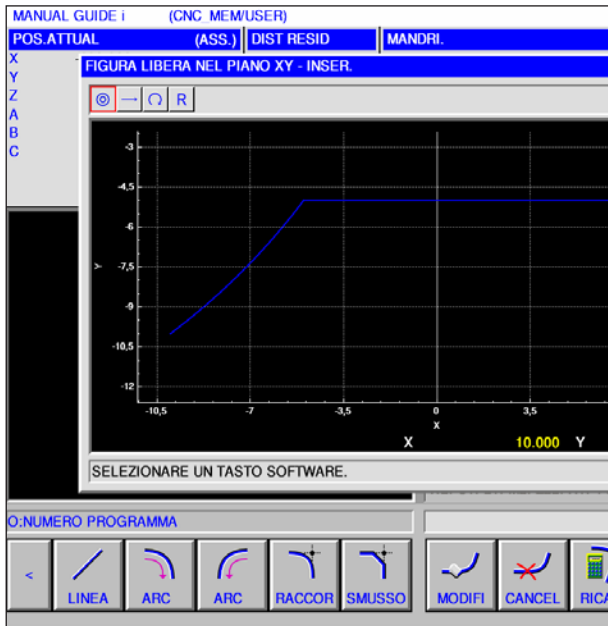 MANUAL GUIDE i (CNC_MEM/USER)
POS.ATTUAL (ASS.) DIST RESID MANDRI.
X
Y
Z
A
B
C
FIGURA LIBERA NEL PIANO XY - INSER.
R
-3
-4,5
-6
-7,5
-9
-10,5
-12
Y
-10,5 -7 -3,5 0 3,5
X
X 10.000 Y
SELEZIONARE UN TASTO SOFTWARE.
O:NUMERO PROGRAMMA
< LINEA ARC ARC RACCOR SMUSSO MODIFI CANCEL RICA